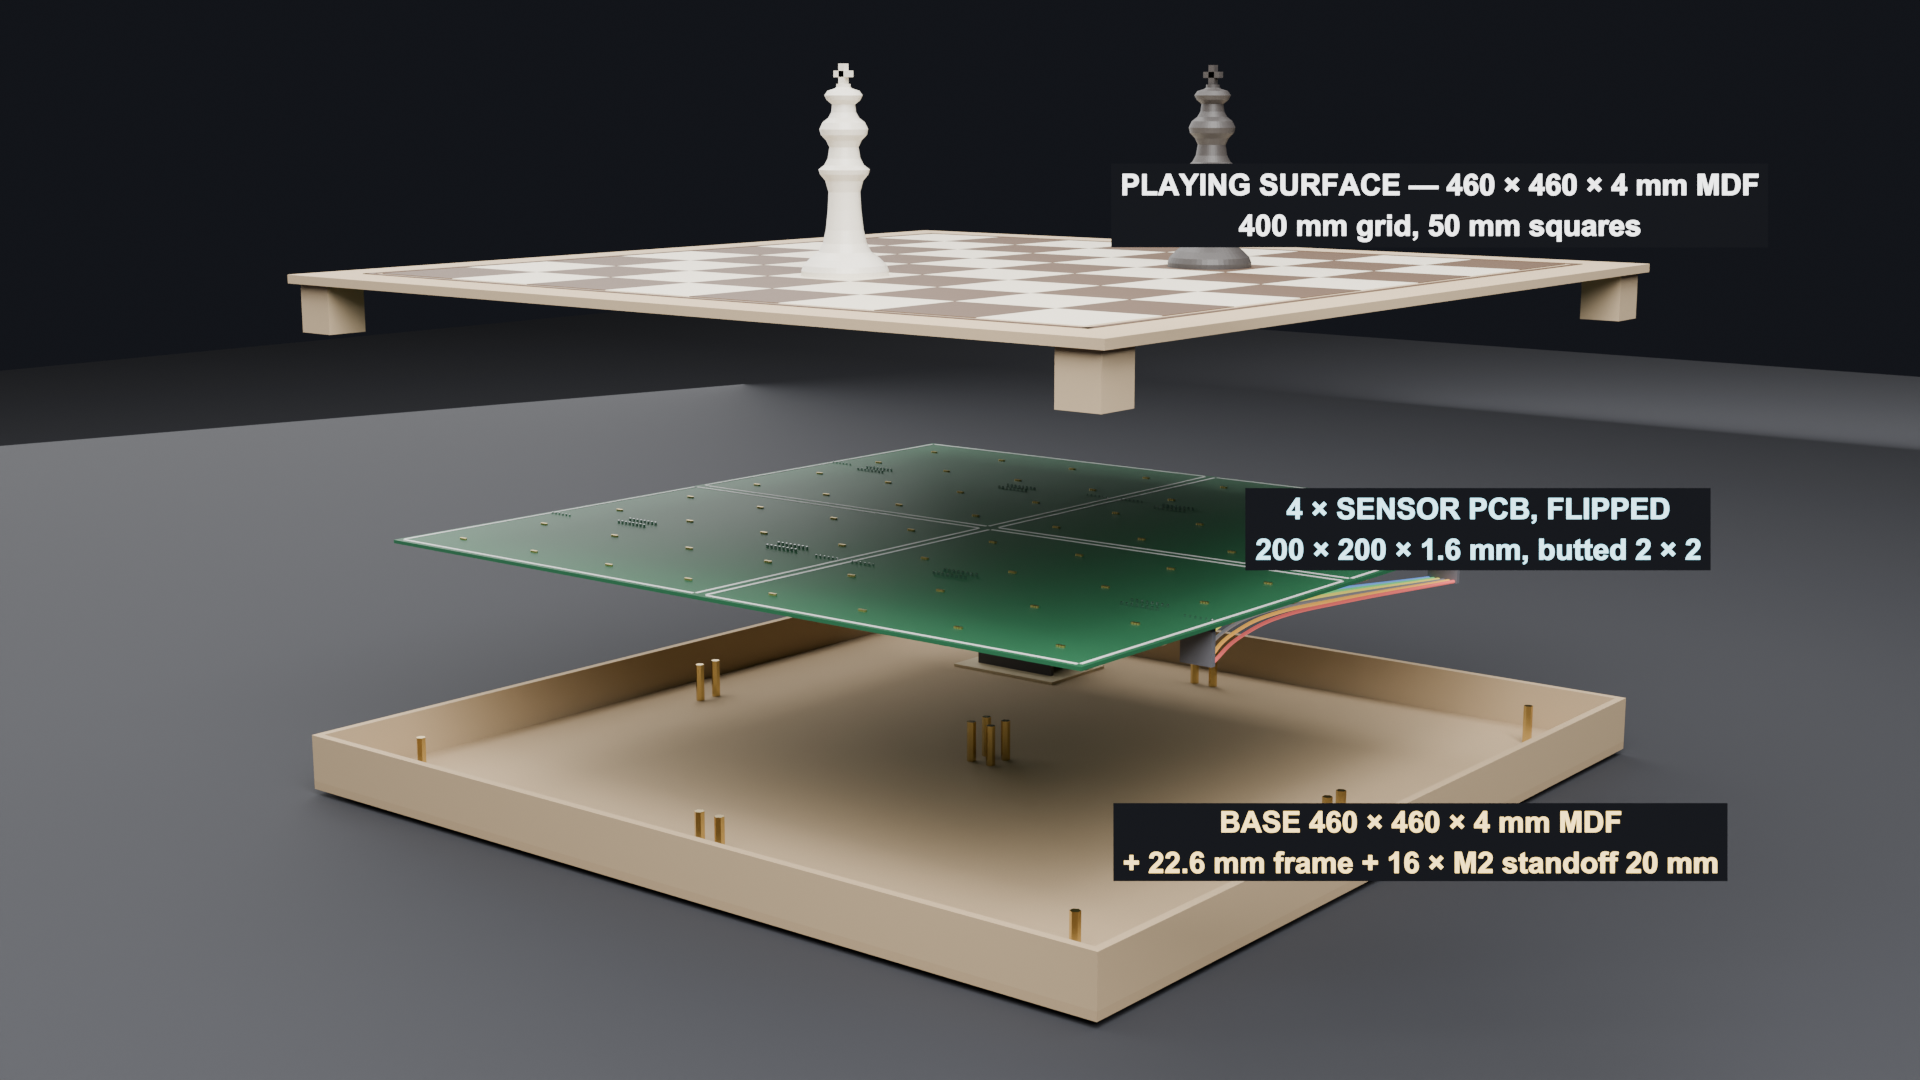 PLAYING SURFACE — 460 × 460 × 4 mm MDF
400 mm grid, 50 mm squares
4 × SENSOR PCB, FLIPPED
200 × 200 × 1.6 mm, butted 2 × 2
BASE 460 × 460 × 4 mm MDF
+ 22.6 mm frame + 16 × M2 standoff 20 mm